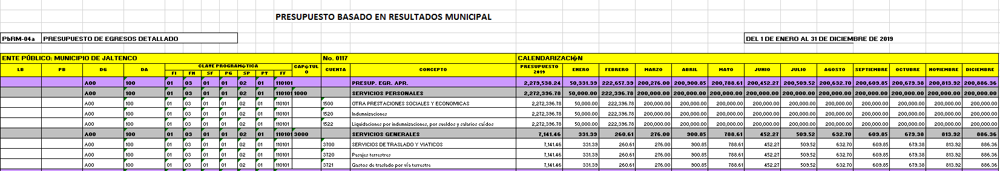 PRESUPUESTO BASADO EN RESULTADOS MUNICIPAL
PbRM-04a PRESUPUESTO DE EGRESOS DETALLADO DEL 1 DE ENERO AL 31 DE DICIEMBRE DE 2019
ENTE PÚBLICO: MUNICIPIO DE JALTENCO No. 0117 CALENDARIZACI�N
LB PB DG DA CLAVE PROGRAM�TICA CAP�TULO CUENTA CONCEPTO PRESUPUESTO 2019 ENERO FEBRERO MARZO ABRIL MAYO JUNIO JULIO AGOSTO SEPTIEMBRE OCTUBRE NOVIEMBRE DICIEMBRE
FI FN SF PG SP PT FF
A00 100 01 03 01 01 02 01 110101 PRESUP. EGR. APR. 2,279,538.24 50,331.39 222,657.39 200,276.00 200,900.85 200,788.61 200,452.27 200,509.52 200,632.70 200,609.85 200,679.38 200,813.92 200,886.36
A00 100 01 03 01 01 02 01 110101 1000 SERVICIOS PERSONALES 2,272,396.78 50,000.00 222,396.78 200,000.00 200,000.00 200,000.00 200,000.00 200,000.00 200,000.00 200,000.00 200,000.00 200,000.00 200,000.00
A00 100 01 03 01 01 02 01 110101 1500 OTRA PRESTACIONES SOCIALES Y ECONOMICAS 2,272,396.78 50,000.00 222,396.78 200,000.00 200,000.00 200,000.00 200,000.00 200,000.00 200,000.00 200,000.00 200,000.00 200,000.00 200,000.00
A00 100 01 03 01 01 02 01 110101 1520 Indemnizaciones 2,272,396.78 50,000.00 222,396.78 200,000.00 200,000.00 200,000.00 200,000.00 200,000.00 200,000.00 200,000.00 200,000.00 200,000.00 200,000.00
A00 100 01 03 01 01 02 01 110101 1522 Liquidaciones por indemnizaciones, por sueldos y salarios caídos 2,272,396.78 50,000.00 222,396.78 200,000.00 200,000.00 200,000.00 200,000.00 200,000.00 200,000.00 200,000.00 200,000.00 200,000.00 200,000.00
A00 100 01 03 01 01 02 01 110101 3000 SERVICIOS GENERALES 7,141.46 331.39 260.61 276.00 900.85 788.61 452.27 509.52 632.70 609.85 679.38 813.92 886.36
A00 100 01 03 01 01 02 01 110101 3700 SERVICIOS DE TRASLADO Y VIATICOS 7,141.46 331.39 260.61 276.00 900.85 788.61 452.27 509.52 632.70 609.85 679.38 813.92 886.36
A00 100 01 03 01 01 02 01 110101 3720 Pasajes terrestres 7,141.46 331.39 260.61 276.00 900.85 788.61 452.27 509.52 632.70 609.85 679.38 813.92 886.36
A00 100 01 03 01 01 02 01 110101 3721 Gastos de traslado por vía terrestre 7,141.46 331.39 260.61 276.00 900.85 788.61 452.27 509.52 632.70 609.85 679.38 813.92 886.36